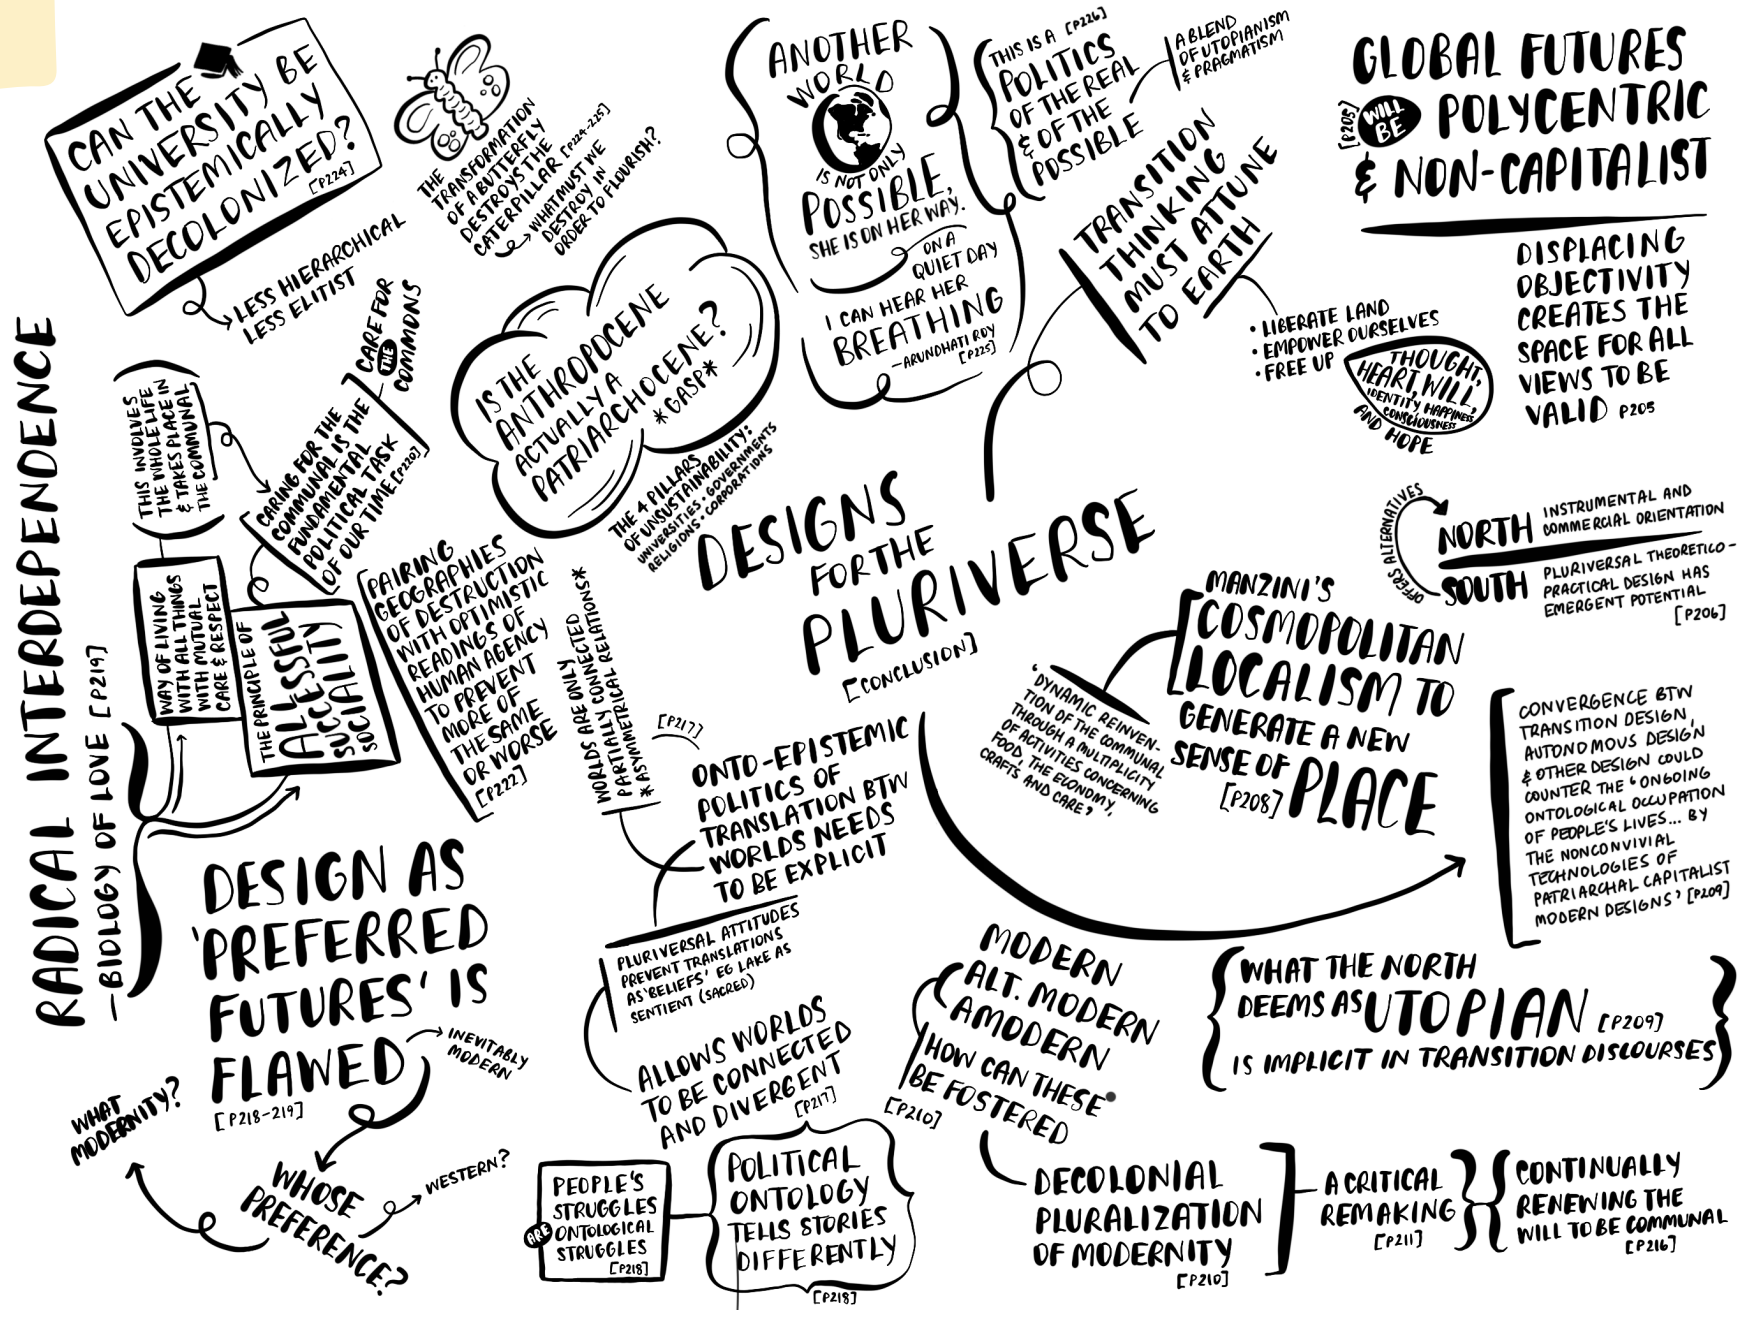 CAN THE
UNIVERSITY BE
EPISTEMICALLY
DECOLONIZED?
[P224]
LESS HIERARCHICAL
LESS ELITIST
THE
TRANSFORMATION
OF A BUTTERFLY
DESTROYS THE
CATERPILLAR [P224-225]
WHAT MUST WE
DESTROY IN
ORDER TO FLOURISH?
ANOTHER
WORLD
IS NOT ONLY
POSSIBLE,
SHE IS ON HER WAY.
ON A
QUIET DAY
I CAN HEAR HER
BREATHING
-ARUNDHATI ROY
[P225]
THIS IS A [P226]
POLITICS
OF THE REAL
& OF THE
POSSIBLE
A BLEND
OF UTOPIANISM
& PRAGMATISM
TRANSITION
THINKING
MUST ATTUNE
TO EARTH
• LIBERATE LAND
• EMPOWER OURSELVES
• FREE UP
THOUGHT,
HEART, WILL,
IDENTITY, HAPPINESS,
CONSCIOUSNESS
AND HOPE
GLOBAL FUTURES
[P205] WILL BE POLYCENTRIC
& NON-CAPITALIST
DISPLACING
OBJECTIVITY
CREATES THE
SPACE FOR ALL
VIEWS TO BE
VALID P205
OFFERS ALTERNATIVES
NORTH INSTRUMENTAL AND
COMMERCIAL ORIENTATION
SOUTH PLURIVERSAL THEORETICO-
PRACTICAL DESIGN HAS
EMERGENT POTENTIAL
[P206]
RADICAL INTERDEPENDENCE
-BIOLOGY OF LOVE [P219]
THIS INVOLVES
THE WHOLE LIFE
& TAKES PLACE IN
THE COMMUNAL
CARING FOR THE
COMMUNAL IS THE
FUNDAMENTAL
POLITICAL TASK
OF OUR TIME [P220]
CARE FOR
THE
COMMONS
WAY OF LIVING
WITH ALL THINGS
WITH MUTUAL
CARE & RESPECT
THE PRINCIPLE OF
ALL
SUCCESSFUL
SOCIALITY
IS THE
ANTHROPOCENE
ACTUALLY A
PATRIARCHOCENE?
*GASP*
THE 4 PILLARS
OF UNSUSTAINABILITY:
UNIVERSITIES • GOVERNMENTS
RELIGIONS • CORPORATIONS
PAIRING
GEOGRAPHIES
OF DESTRUCTION
WITH OPTIMISTIC
READINGS OF
HUMAN AGENCY
TO PREVENT
MORE OF
THE SAME
OR WORSE
[P222]
DESIGNS
FOR THE
PLURIVERSE
[CONCLUSION]
WORLDS ARE ONLY
PARTIALLY CONNECTED
*ASYMMETRICAL RELATIONS*
[P217]
ONTO-EPISTEMIC
POLITICS OF
TRANSLATION BTW
WORLDS NEEDS
TO BE EXPLICIT
PLURIVERSAL ATTITUDES
PREVENT TRANSLATIONS
AS 'BELIEFS' EG LAKE AS
SENTIENT (SACRED)
ALLOWS WORLDS
TO BE CONNECTED
AND DIVERGENT
[P217]
MANZINI'S
COSMOPOLITAN
LOCALISM TO
GENERATE A NEW
SENSE OF PLACE
[P208]
'DYNAMIC REINVEN-
TION OF THE COMMUNAL
THROUGH A MULTIPLICITY
OF ACTIVITIES CONCERNING
FOOD, THE ECONOMY,
CRAFTS, AND CARE'
CONVERGENCE BTW
TRANSITION DESIGN,
AUTONOMOUS DESIGN
& OTHER DESIGN COULD
COUNTER THE 'ONGOING
ONTOLOGICAL OCCUPATION
OF PEOPLE'S LIVES... BY
THE NONCONVIVIAL
TECHNOLOGIES OF
PATRIARCHAL CAPITALIST
MODERN DESIGNS' [P209]
DESIGN AS
'PREFERRED
FUTURES' IS
FLAWED
[P218-219]
INEVITABLY
MODERN
WHAT
MODERNITY?
WHOSE
PREFERENCE?
WESTERN?
PEOPLE'S
STRUGGLES
ARE ONTOLOGICAL
STRUGGLES
[P218]
POLITICAL
ONTOLOGY
TELLS STORIES
DIFFERENTLY
[P218]
MODERN
ALT. MODERN
AMODERN
HOW CAN THESE
BE FOSTERED
[P210]
WHAT THE NORTH
DEEMS AS UTOPIAN [P209]
IS IMPLICIT IN TRANSITION DISCOURSES
DECOLONIAL
PLURALIZATION
OF MODERNITY
[P210]
A CRITICAL
REMAKING
[P211]
CONTINUALLY
RENEWING THE
WILL TO BE COMMUNAL
[P216]